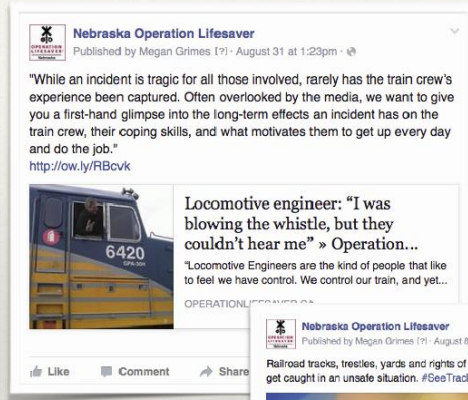 Nebraska Operation Lifesaver
Published by Megan Grimes [?] · August 31 at 1:23pm ·
"While an incident is tragic for all those involved, rarely has the train crew's
experience been captured. Often overlooked by the media, we want to give
you a first-hand glimpse into the long-term effects an incident has on the
train crew, their coping skills, and what motivates them to get up every day
and do the job."
http://ow.ly/RBcvk
Locomotive engineer: "I was
blowing the whistle, but they
couldn't hear me" » Operation...
"Locomotive Engineers are the kind of people that like
to feel we have control. We control our train, and yet...
6420
Like Comment Share
Nebraska Operation Lifesaver
Published by Megan Grimes [?] · August 8
Railroad tracks, trestles, yards and rights of
get caught in an unsafe situation.